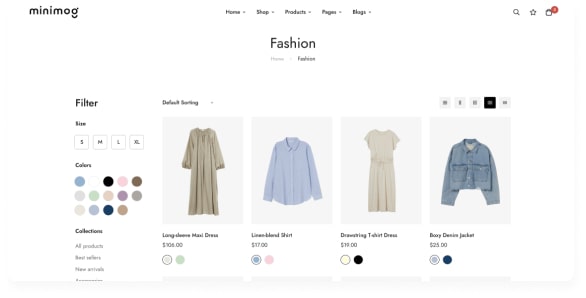 minimog
Home Shop Products Pages Blogs
4
Fashion
Home Fashion
Filter
Default Sorting
Size
S M L XL
Colors
Collections
All products
Best sellers
New arrivals
Accessories
Long-sleeve Maxi Dress
$106.00
Linen-blend Shirt
$17.00
Drawstring T-shirt Dress
$19.00
Boxy Denim Jacket
$25.00